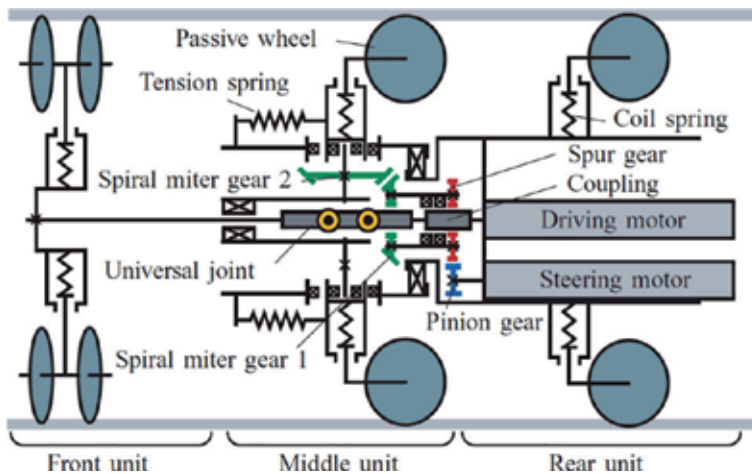 Passive wheel
Tension spring
Coil spring
Spur gear
Spiral miter gear 2
Coupling
Driving motor
Universal joint
Steering motor
Pinion gear
Spiral miter gear 1
Front unit
Middle unit
Rear unit